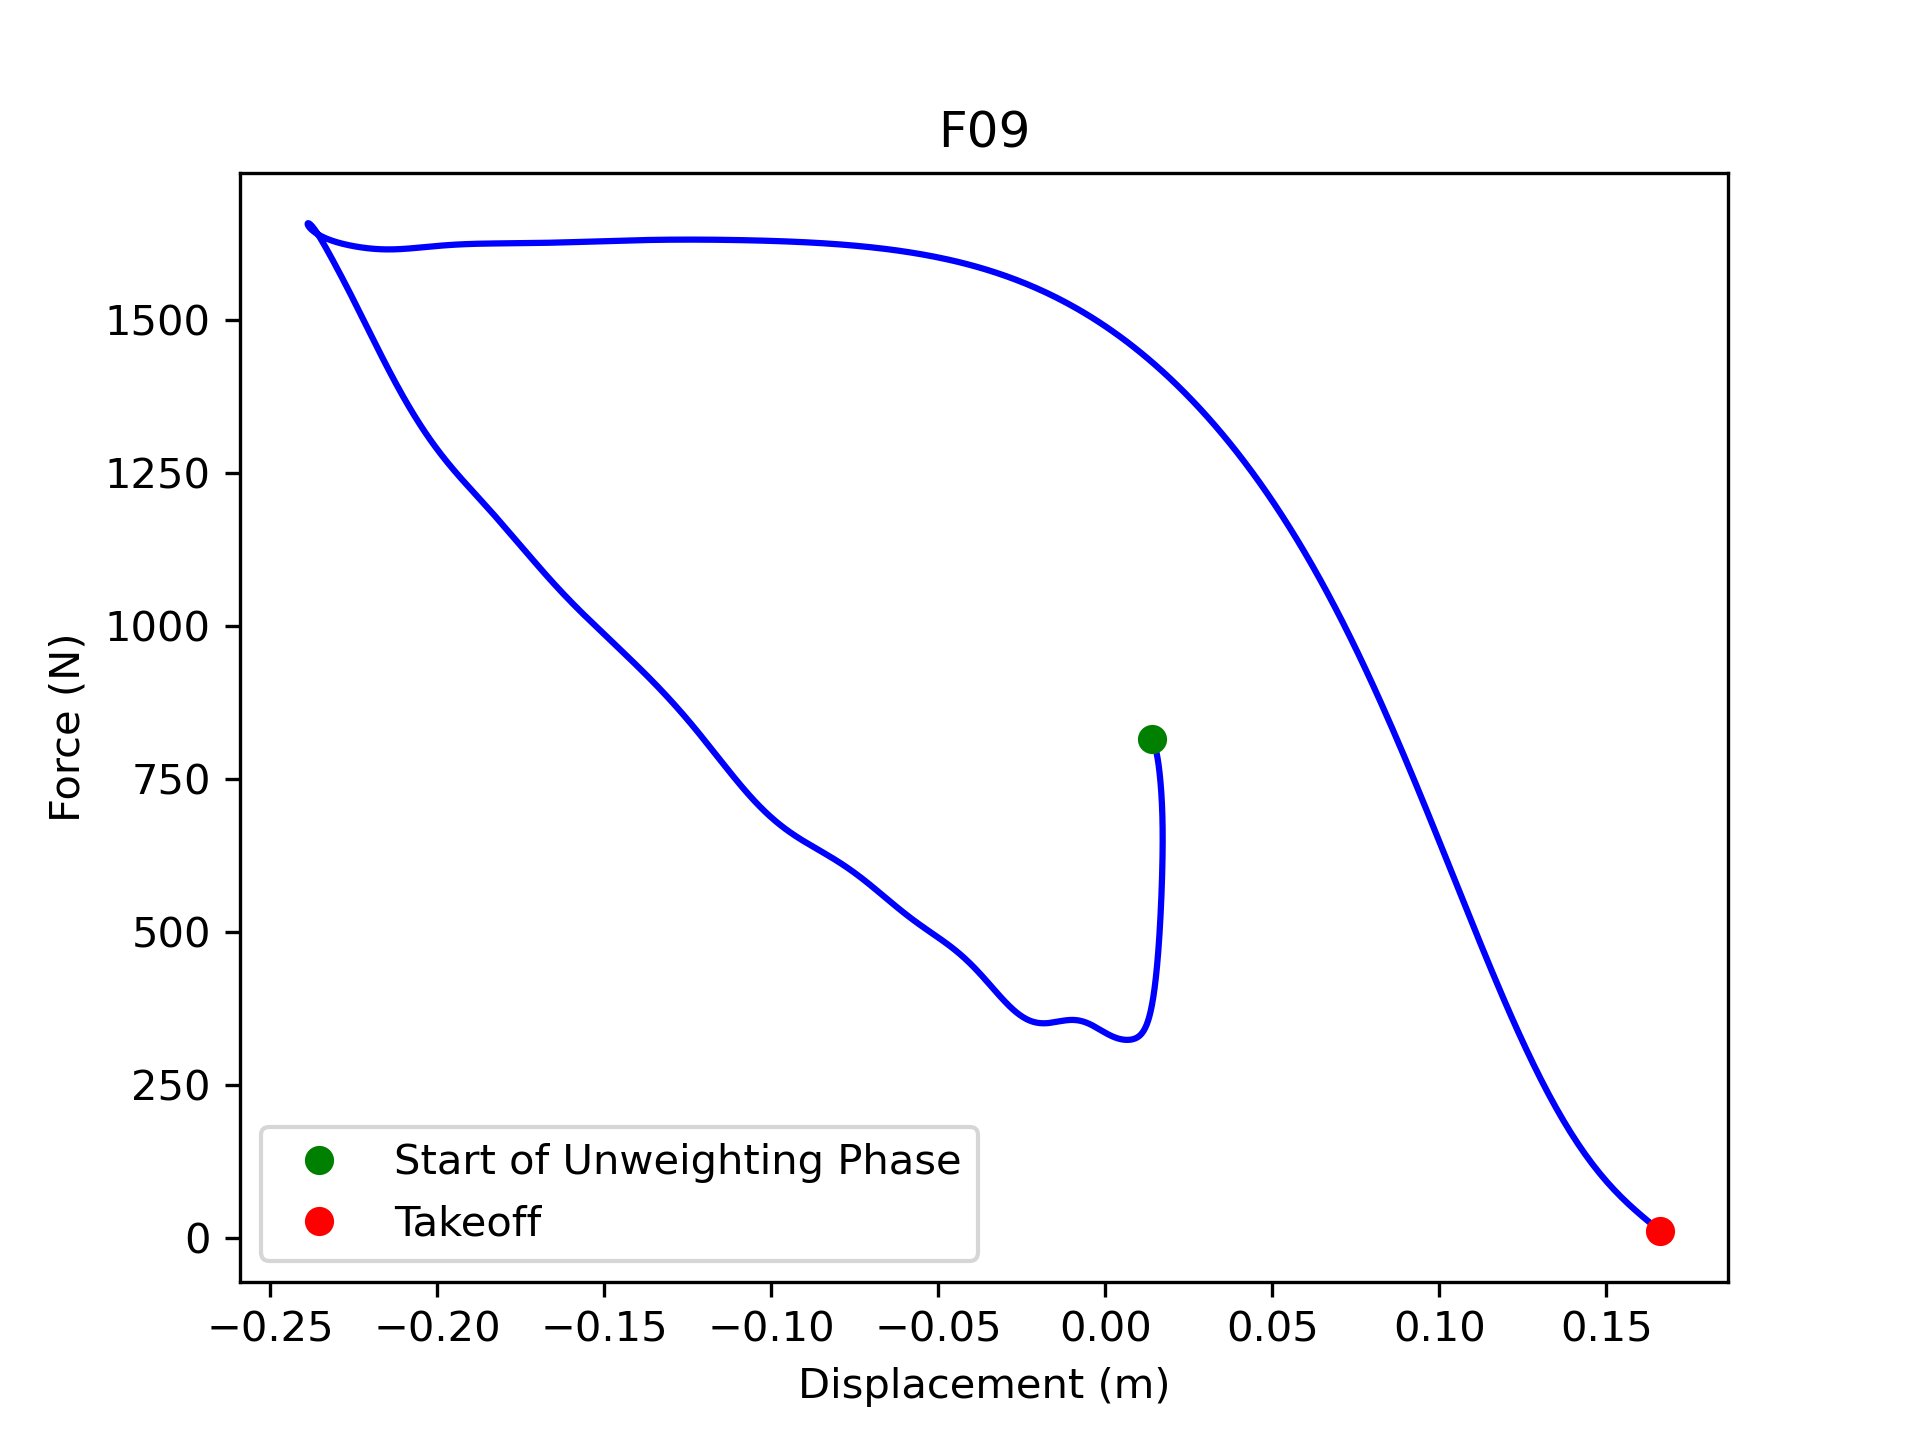 F09
Force (N)
1500
1250
1000
750
500
250
0
Start of Unweighting Phase
Takeoff
−0.25 −0.20 −0.15 −0.10 −0.05 0.00 0.05 0.10 0.15
Displacement (m)